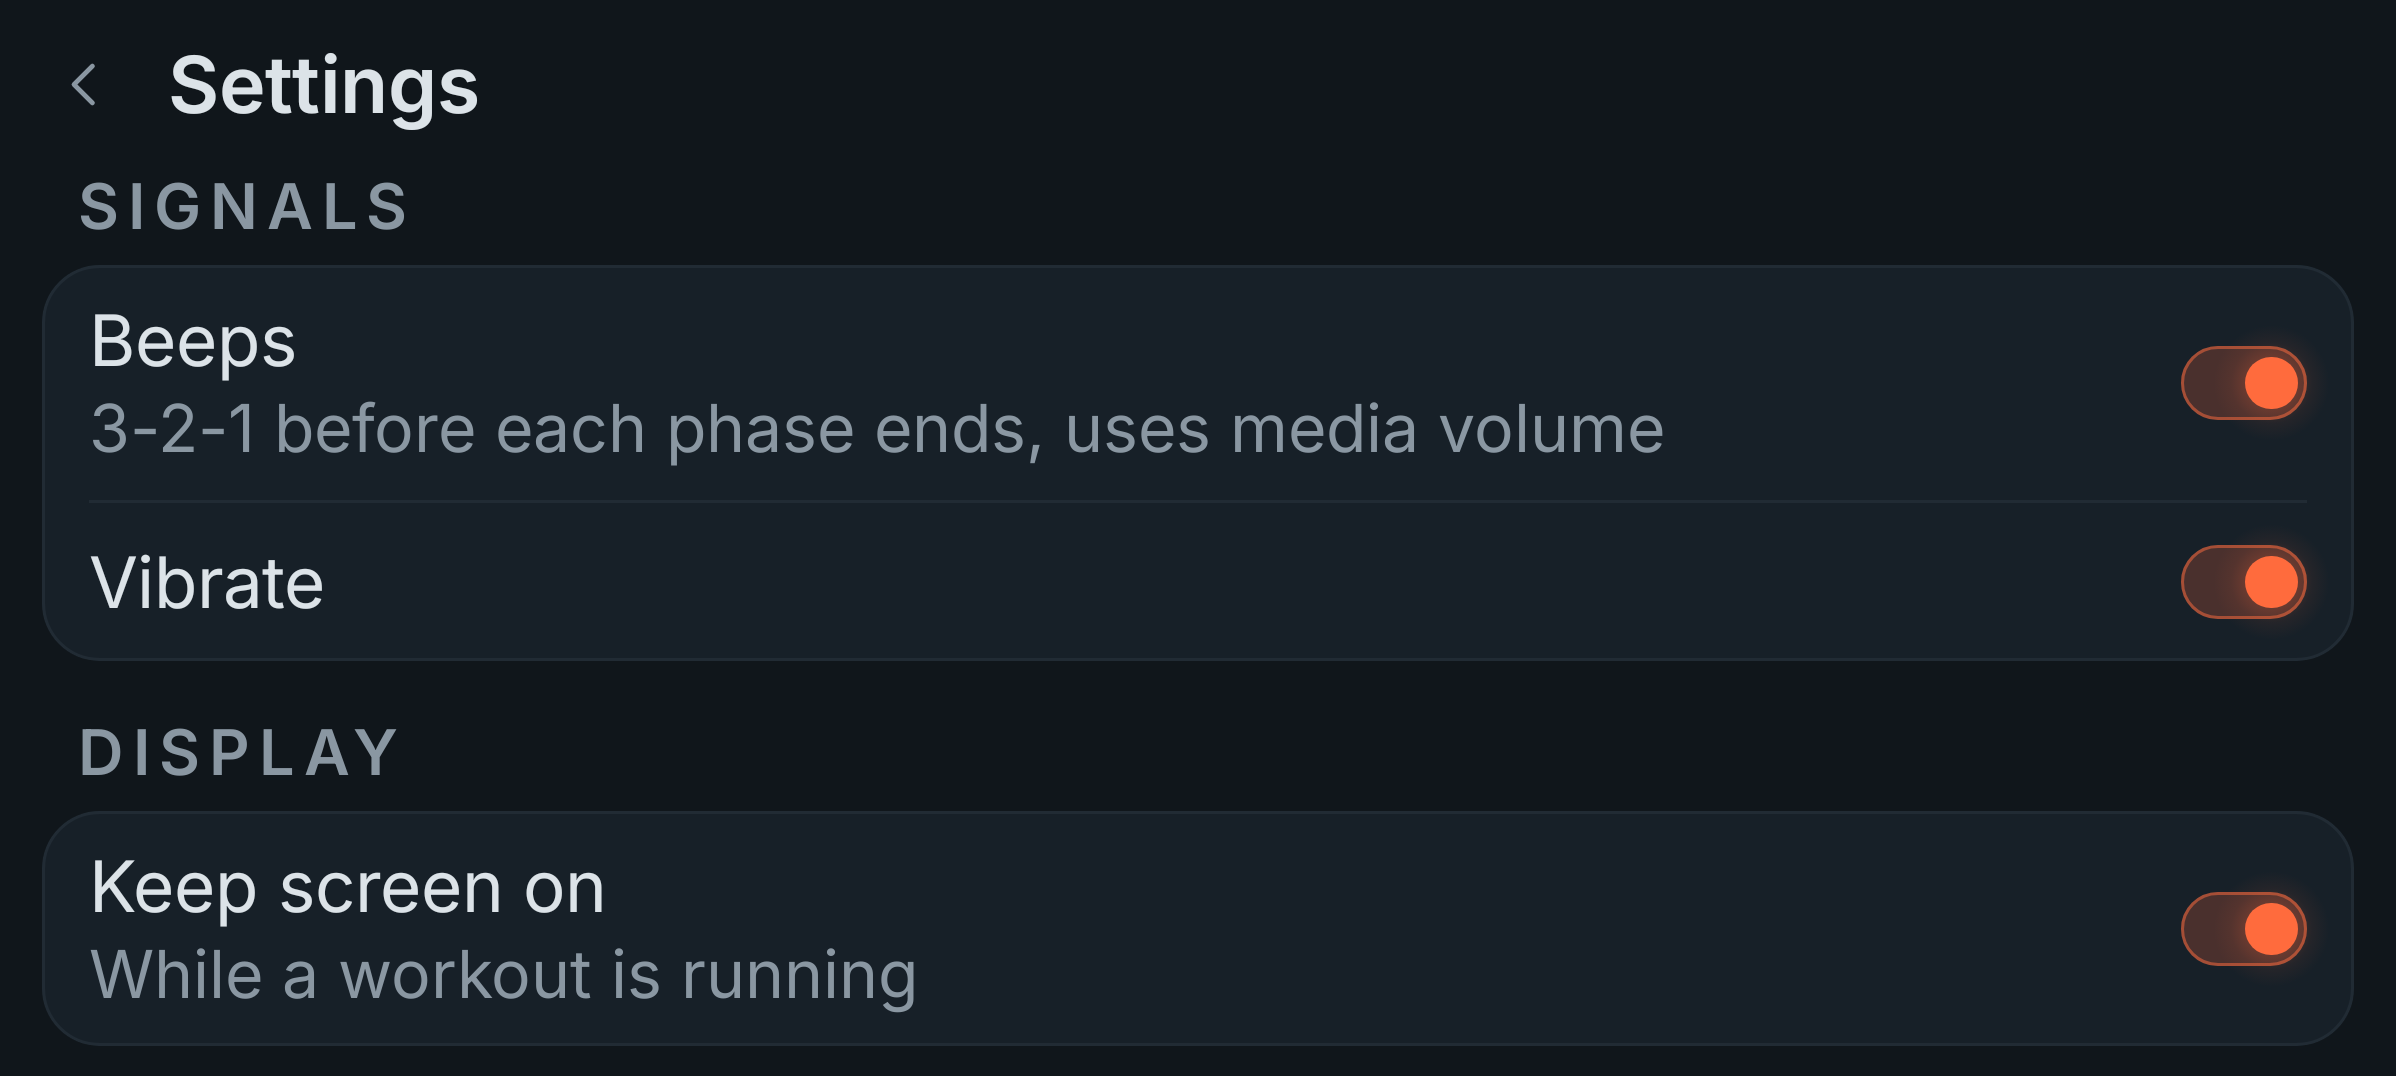 Settings
SIGNALS
Beeps
3-2-1 before each phase ends, uses media volume
Vibrate
DISPLAY
Keep screen on
While a workout is running